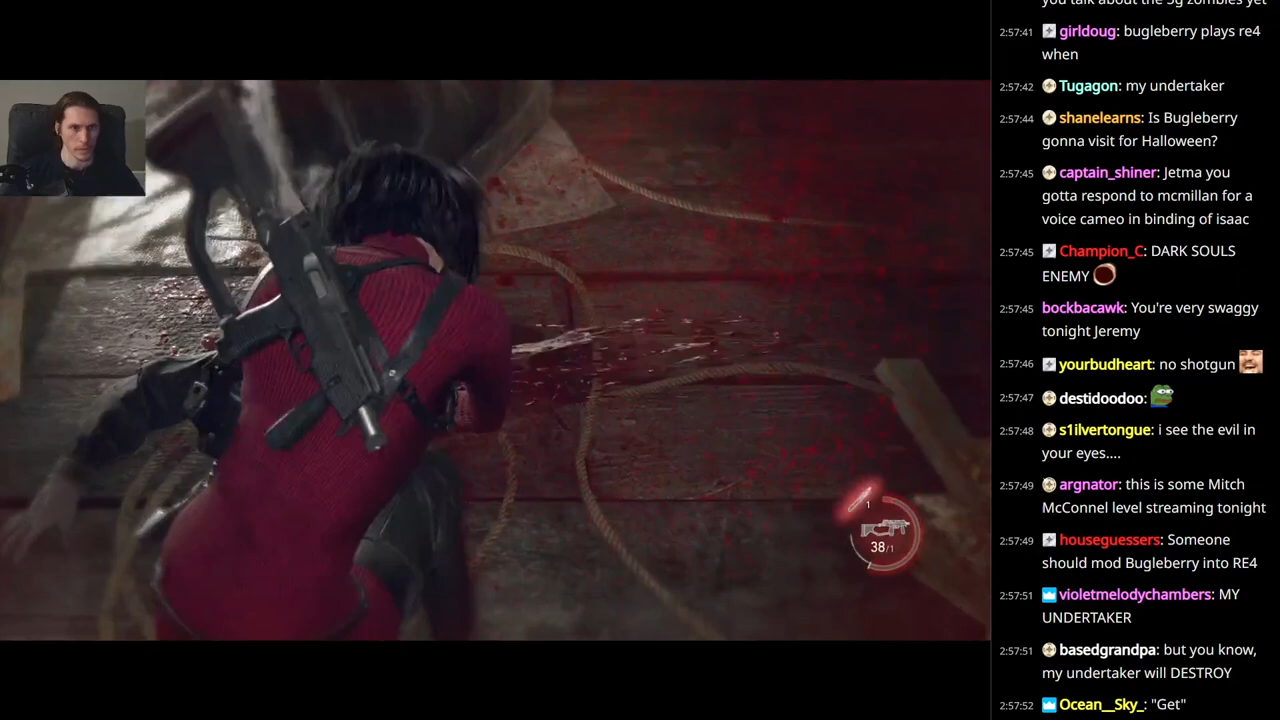 you talk about the 5g zombies yet
2:57:41 girldoug: bugleberry plays re4
when
2:57:42 Tugagon: my undertaker
2:57:44 shanelearns: Is Bugleberry
gonna visit for Halloween?
2:57:45 captain_shiner: Jetma you
gotta respond to mcmillan for a
voice cameo in binding of isaac
2:57:45 Champion_C: DARK SOULS
ENEMY
2:57:45 bockbacawk: You're very swaggy
tonight Jeremy
2:57:46 yourbudheart: no shotgun
2:57:47 destidoodoo:
2:57:48 s1ilvertongue: i see the evil in
your eyes....
2:57:49 argnator: this is some Mitch
McConnel level streaming tonight
2:57:49 houseguessers: Someone
should mod Bugleberry into RE4
2:57:51 violetmelodychambers: MY
UNDERTAKER
2:57:51 basedgrandpa: but you know,
my undertaker will DESTROY
2:57:52 Ocean__Sky_: "Get"
1
38/1